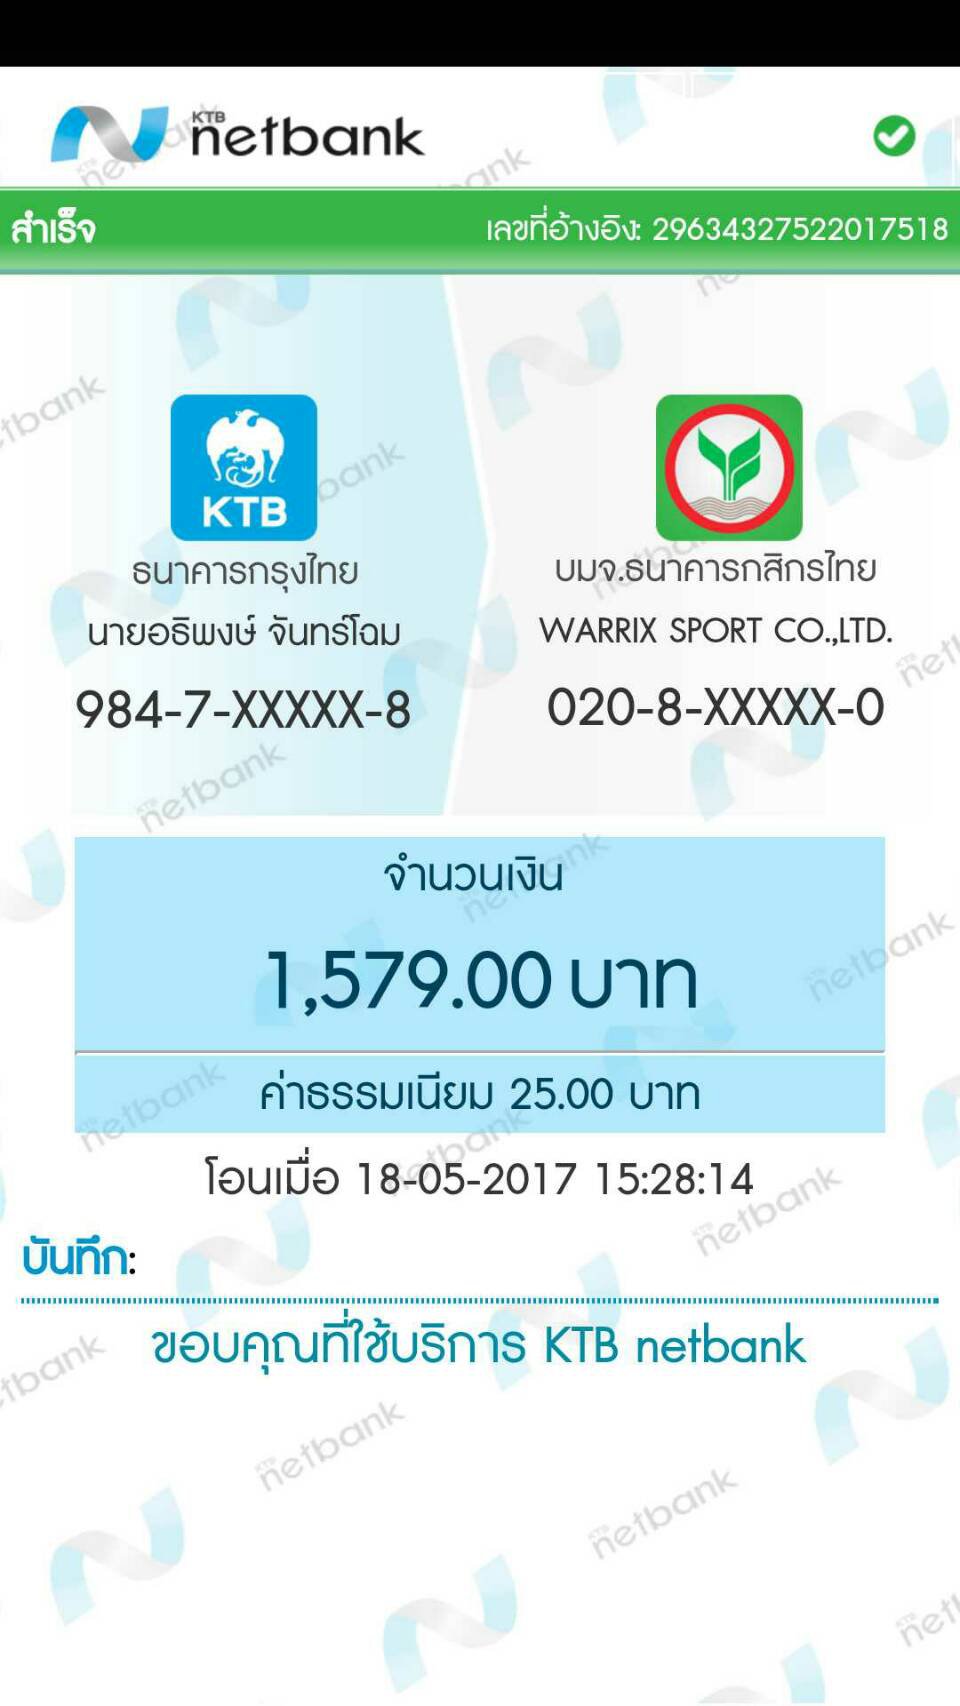 KTB
netbank
สำเร็จ เลขที่อ้างอิง: 29634327522017518
KTB
ธนาคารกรุงไทย
นายอธิพงษ์ จันทร์โฉม
984-7-XXXXX-8
บมจ.ธนาคารกสิกรไทย
WARRIX SPORT CO.,LTD.
020-8-XXXXX-0
จำนวนเงิน
1,579.00 บาท
ค่าธรรมเนียม 25.00 บาท
โอนเมื่อ 18-05-2017 15:28:14
บันทึก:
ขอบคุณที่ใช้บริการ KTB netbank